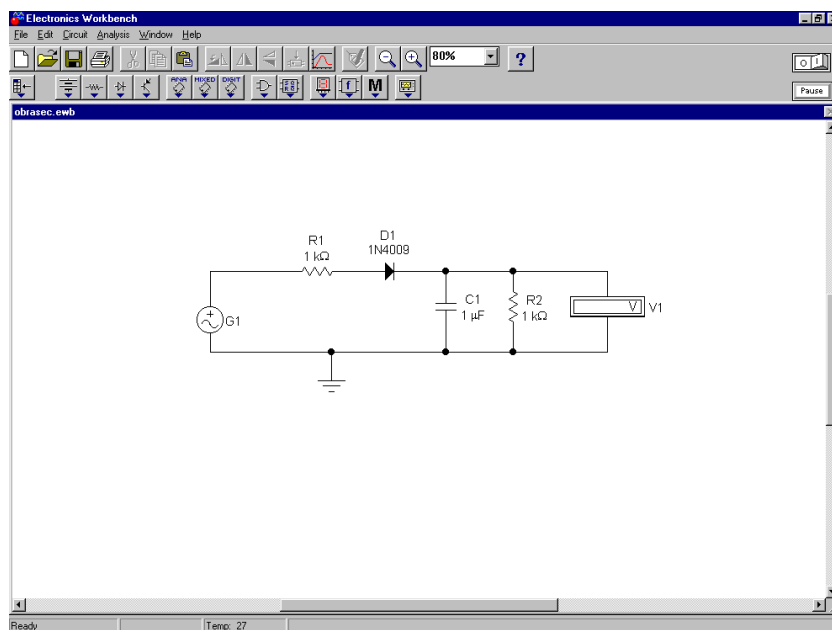 Electronics Workbench
File Edit Circuit Analysis Window Help
80%
?
ANA MIXED DIGIT
M
Pause
obrasec.ewb
R1
1 kΩ
D1
1N4009
G1
C1
1 µF
R2
1 kΩ
V
V1
Ready
Temp: 27